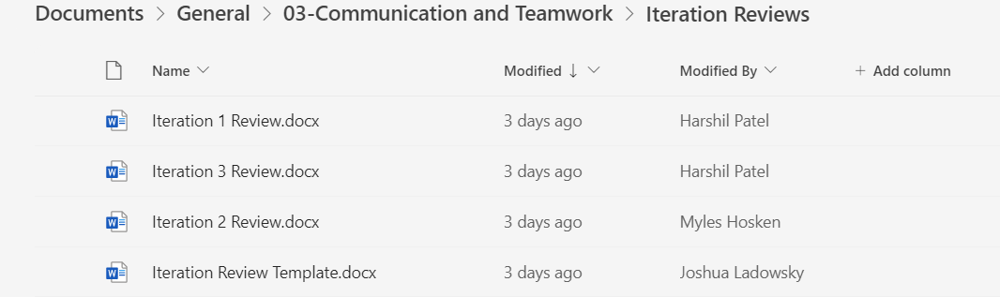 Documents > General > 03-Communication and Teamwork > Iteration Reviews
Name Modified ↓ Modified By + Add column
Iteration 1 Review.docx 3 days ago Harshil Patel
Iteration 3 Review.docx 3 days ago Harshil Patel
Iteration 2 Review.docx 3 days ago Myles Hosken
Iteration Review Template.docx 3 days ago Joshua Ladowsky